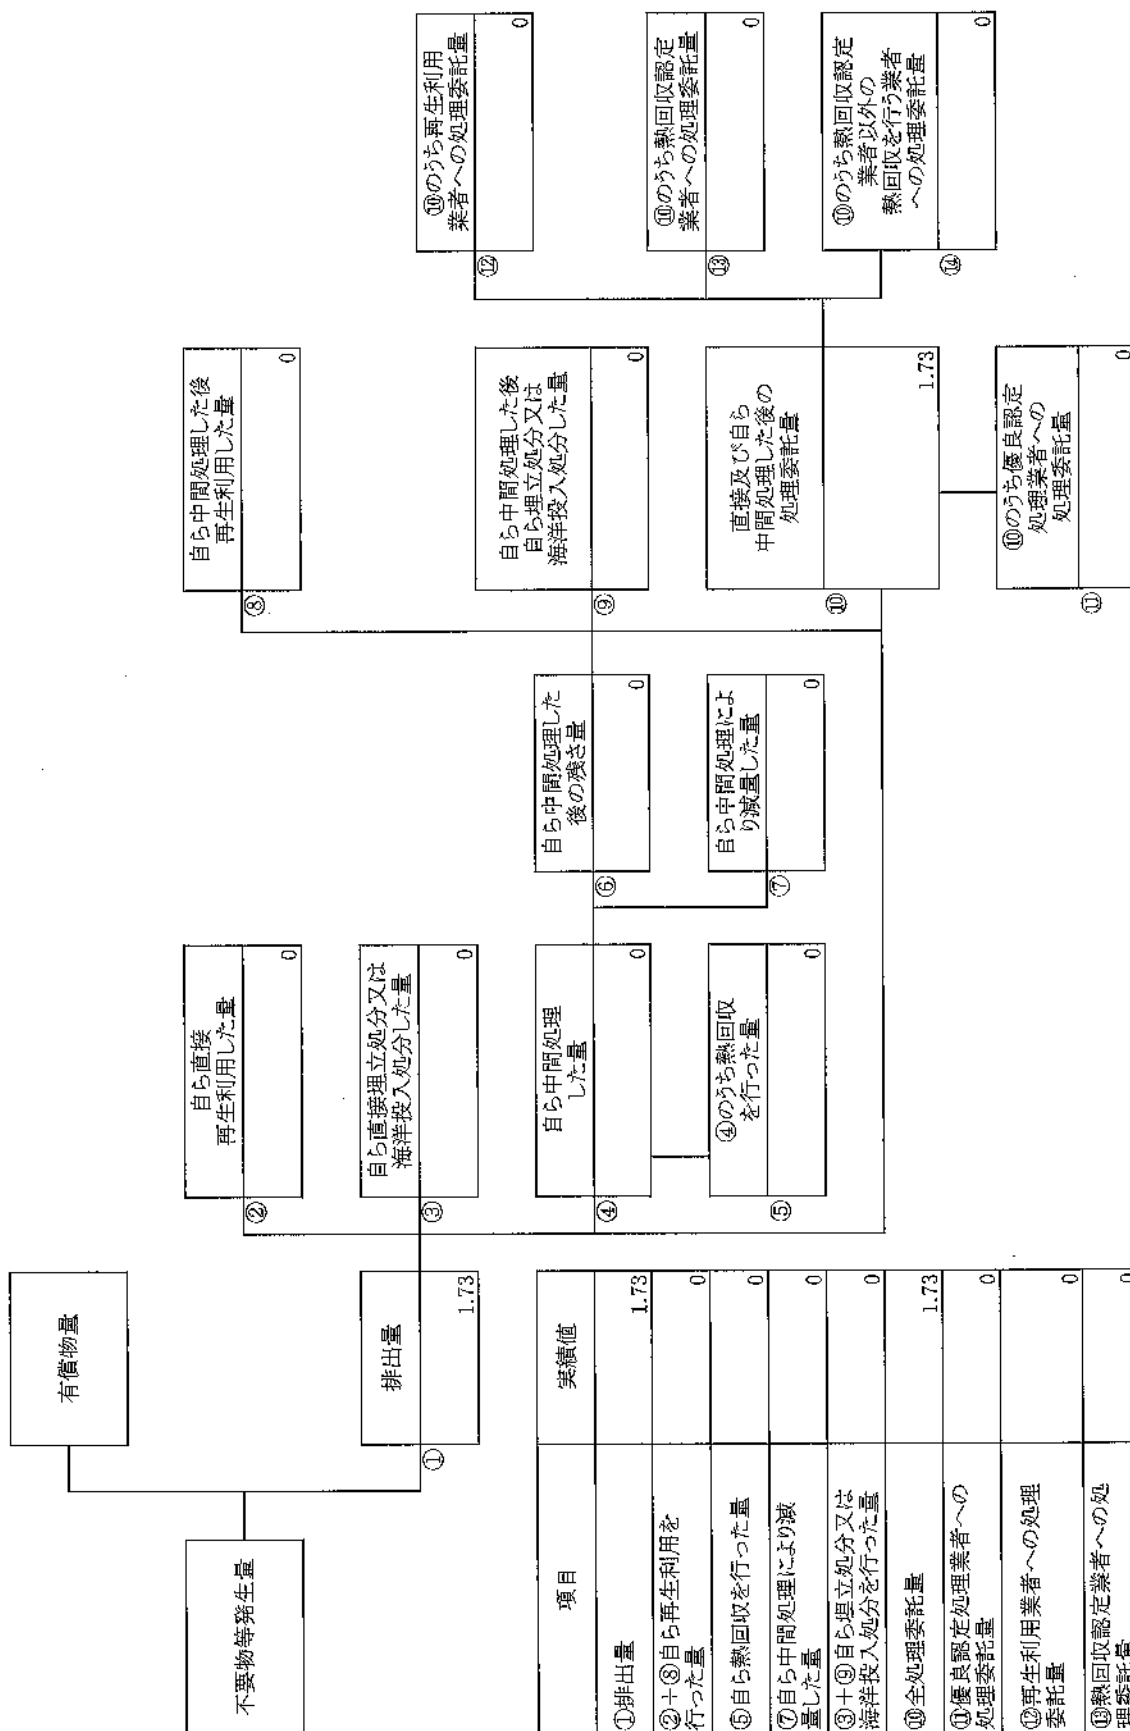 不要物等発生量
有償物量
①
排出量
1.73
②
自ら直接
再生利用した量
0
③
自ら直接埋立処分又は
海洋投入処分した量
0
④
自ら中間処理
した量
0
⑤
④のうち熱回収
を行った量
0
⑥
自ら中間処理した
後の残さ量
0
⑦
自ら中間処理によ
り減量した量
0
⑧
自ら中間処理した後
再生利用した量
0
⑨
自ら中間処理した後
自ら埋立処分又は
海洋投入処分した量
0
⑩
直接及び自ら
中間処理した後の
処理委託量
1.73
⑪
⑩のうち優良認定
処理業者への
処理委託量
0
⑫
⑩のうち再生利用
業者への処理委託量
0
⑬
⑩のうち熱回収認定
業者への処理委託量
0
⑭
⑩のうち熱回収認定
業者以外の
熱回収を行う業者
への処理委託量
0
項目
実績値
①排出量
1.73
②+⑧自ら再生利用を
行った量
0
⑤自ら熱回収を行った量
0
⑦自ら中間処理により減
量した量
0
③+⑨自ら埋立処分又は
海洋投入処分を行った量
0
⑩全処理委託量
1.73
⑪優良認定処理業者への
処理委託量
0
⑫再生利用業者への処理
委託量
0
⑬熱回収認定業者への処
理委託量
0